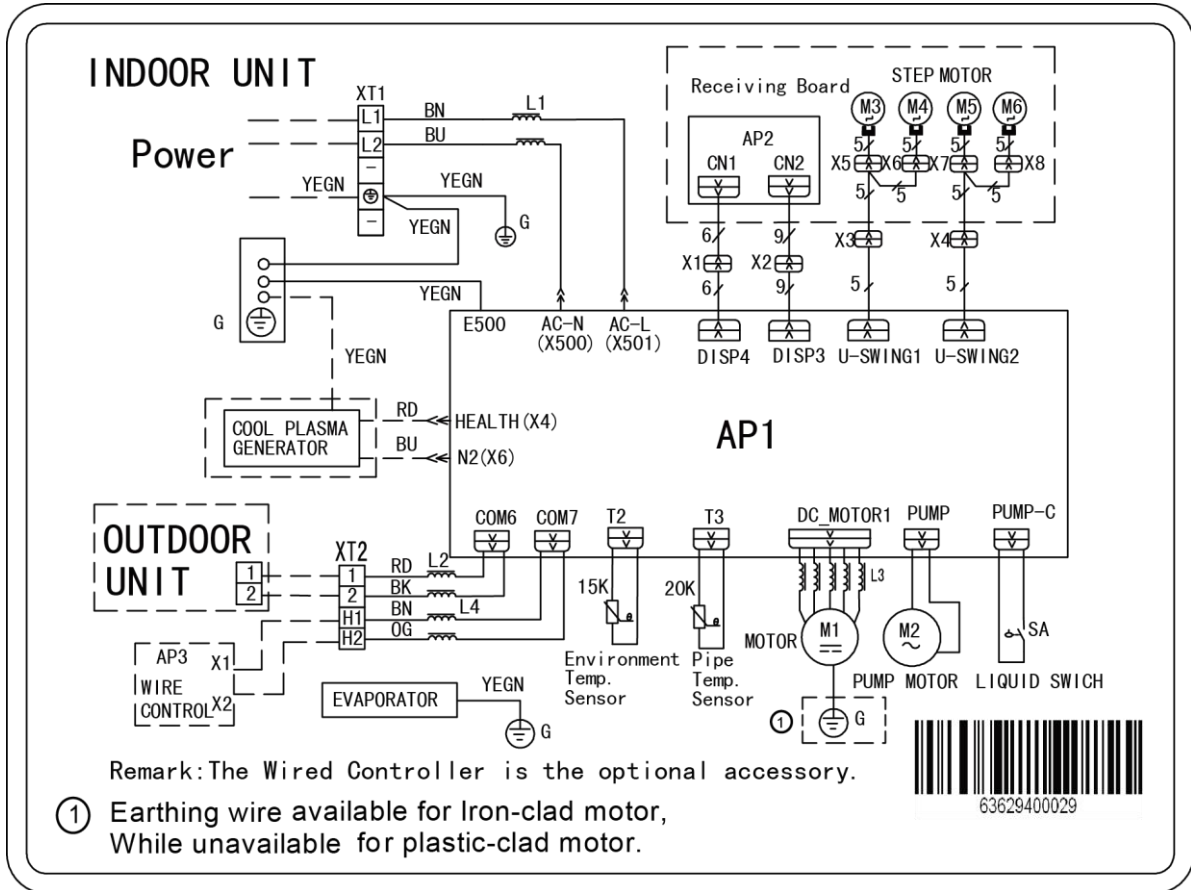 INDOOR UNIT
XT1
L1
L2
-
-
Power
BN
L1
BU
YEGN
YEGN
YEGN
G
YEGN
G
YEGN
Receiving Board
STEP MOTOR
M3
M4
M5
M6
~
~
~
~
AP2
CN1
CN2
5
5
5
5
X5
X6
X7
X8
5
5
5
5
6
9
X3
X4
X1
X2
6
9
5
5
E500
AC-N
(X500)
AC-L
(X501)
DISP4
DISP3
U-SWING1
U-SWING2
COOL PLASMA
GENERATOR
RD
HEALTH(X4)
BU
N2(X6)
AP1
COM6
COM7
T2
T3
DC_MOTOR1
PUMP
PUMP-C
OUTDOOR
UNIT
1
2
XT2
1
2
H1
H2
RD
L2
BK
BN
L4
OG
15K
θ
20K
θ
L3
Environment
Temp.
Sensor
Pipe
Temp.
Sensor
MOTOR
M1
M2
~
SA
PUMP MOTOR
LIQUID SWICH
AP3
X1
WIRE
CONTROL
X2
EVAPORATOR
YEGN
G
1
G
Remark:The Wired Controller is the optional accessory.
63629400029
1 Earthing wire available for Iron-clad motor,
While unavailable for plastic-clad motor.